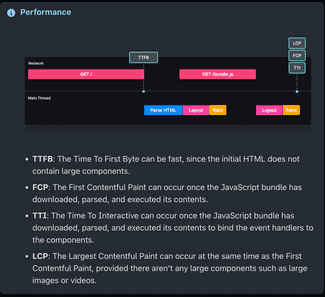 Performance
LCP
TTFB
FCP
Network
TTI
GET /
GET /bundle.js
Main Thread
Parse HTML
Layout
Paint
Layout
Paint
• TTFB: The Time To First Byte can be fast, since the initial HTML does not
contain large components.
• FCP: The First Contentful Paint can occur once the JavaScript bundle has
downloaded, parsed, and executed its contents.
• TTI: The Time To Interactive can occur once the JavaScript bundle has
downloaded, parsed, and executed its contents to bind the event handlers to
the components.
• LCP: The Largest Contentful Paint can occur at the same time as the First
Contentful Paint, provided there aren't any large components such as large
images or videos.